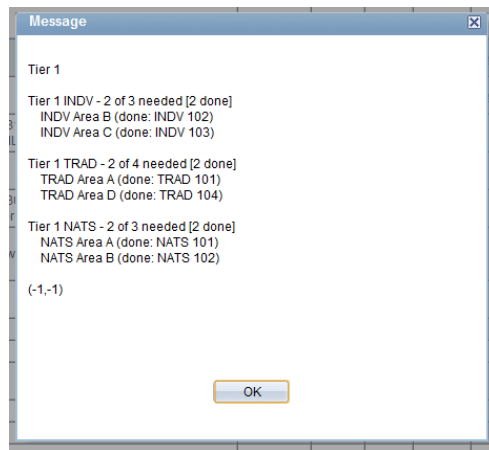 Message
Tier 1
Tier 1 INDV - 2 of 3 needed [2 done]
INDV Area B (done: INDV 102)
INDV Area C (done: INDV 103)
Tier 1 TRAD - 2 of 4 needed [2 done]
TRAD Area A (done: TRAD 101)
TRAD Area D (done: TRAD 104)
Tier 1 NATS - 2 of 3 needed [2 done]
NATS Area A (done: NATS 101)
NATS Area B (done: NATS 102)
(-1,-1)
OK